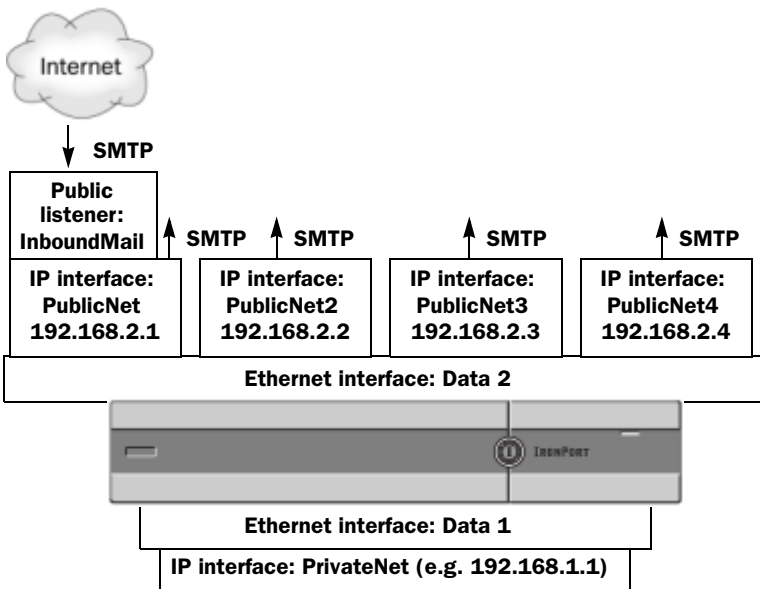 Internet
SMTP
Public
listener:
InboundMail
SMTP
SMTP
SMTP
SMTP
IP interface:
PublicNet
192.168.2.1
IP interface:
PublicNet2
192.168.2.2
IP interface:
PublicNet3
192.168.2.3
IP interface:
PublicNet4
192.168.2.4
Ethernet interface: Data 2
IRONPORT
Ethernet interface: Data 1
IP interface: PrivateNet (e.g. 192.168.1.1)